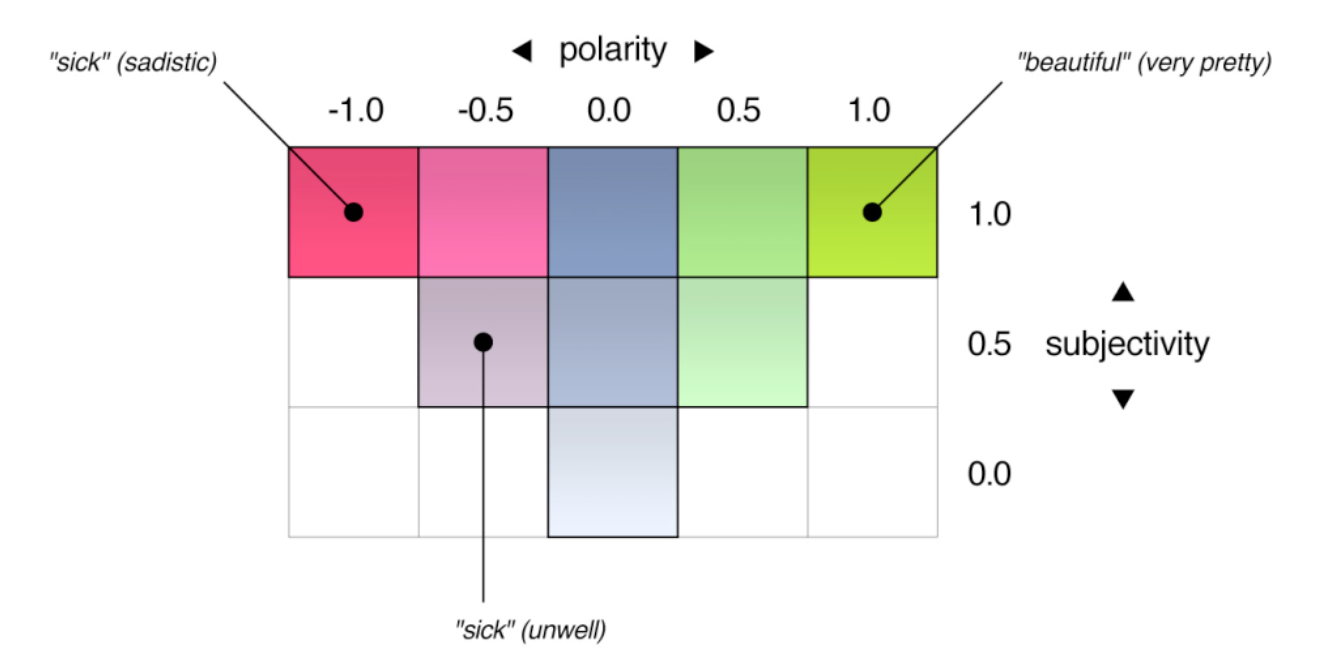 ◄ polarity ►
"sick" (sadistic)
"beautiful" (very pretty)
-1.0 -0.5 0.0 0.5 1.0
1.0
▲
0.5 subjectivity
▼
0.0
"sick" (unwell)